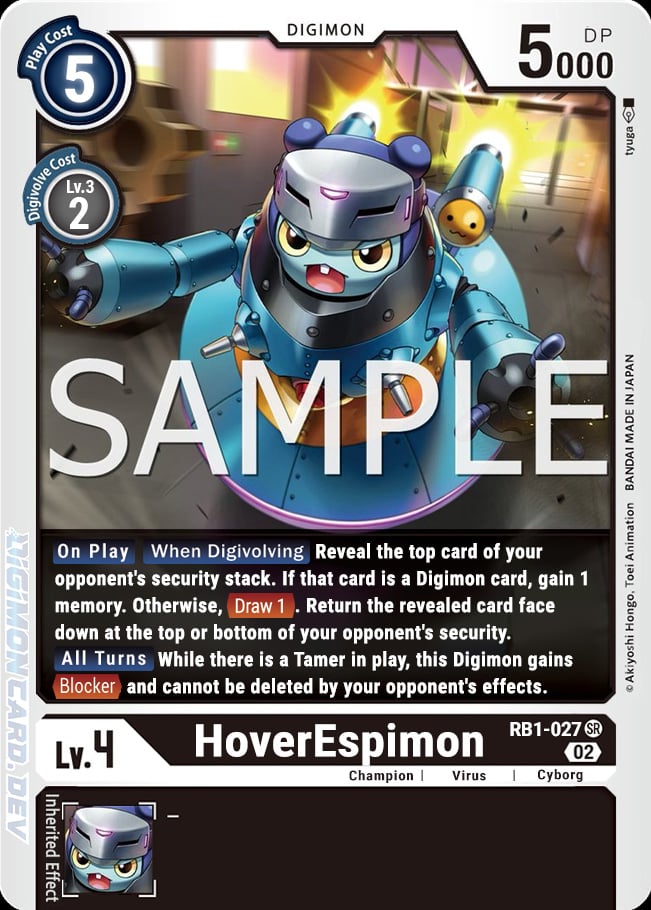 DIGIMON
Play Cost
5
DP
5000
Digivolve Cost
Lv.3
2
tyuga
SAMPLE
© Akiyoshi Hongo, Toei Animation BANDAI MADE IN JAPAN
On Play When Digivolving Reveal the top card of your
opponent's security stack. If that card is a Digimon card, gain 1
memory. Otherwise, Draw 1. Return the revealed card face
down at the top or bottom of your opponent's security.
All Turns While there is a Tamer in play, this Digimon gains
Blocker and cannot be deleted by your opponent's effects.
DIGIMONCARD.DEV
Lv.4
HoverEspimon
RB1-027 SR
02
Champion | Virus | Cyborg
Inherited Effect
–